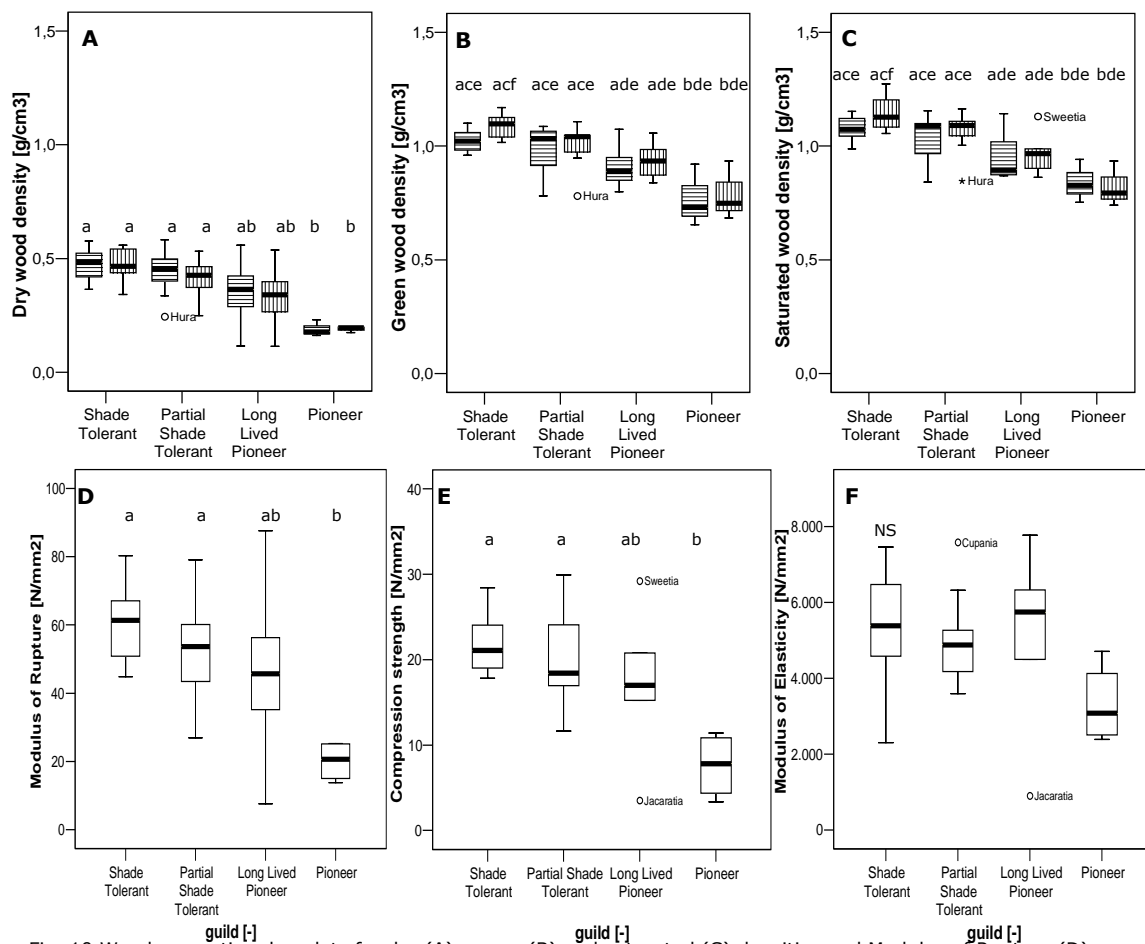 A
Dry wood density [g/cm3]
1,5
1,0
0,5
0,0
a a a a ab ab b b
Hura
Shade Tolerant
Partial Shade Tolerant
Long Lived Pioneer
Pioneer
B
Green wood density [g/cm3]
1,5
1,0
0,5
0,0
ace acf ace ace ade ade bde bde
Hura
Shade Tolerant
Partial Shade Tolerant
Long Lived Pioneer
Pioneer
C
Saturated wood density [g/cm3]
1,5
1,0
0,5
0,0
ace acf ace ace ade ade bde bde
Sweetia
Hura
Shade Tolerant
Partial Shade Tolerant
Long Lived Pioneer
Pioneer
D
Modulus of Rupture [N/mm2]
100
80
60
40
20
0
a a ab b
Shade Tolerant
Partial Shade Tolerant
Long Lived Pioneer
Pioneer
guild [-]
E
Compression strength [N/mm2]
40
30
20
10
0
a a ab b
Sweetia
Jacaratia
Shade Tolerant
Partial Shade Tolerant
Long Lived Pioneer
Pioneer
guild [-]
F
Modulus of Elasticity [N/mm2]
8.000
6.000
4.000
2.000
0
NS
Cupania
Jacaratia
Shade Tolerant
Partial Shade Tolerant
Long Lived Pioneer
Pioneer
guild [-]